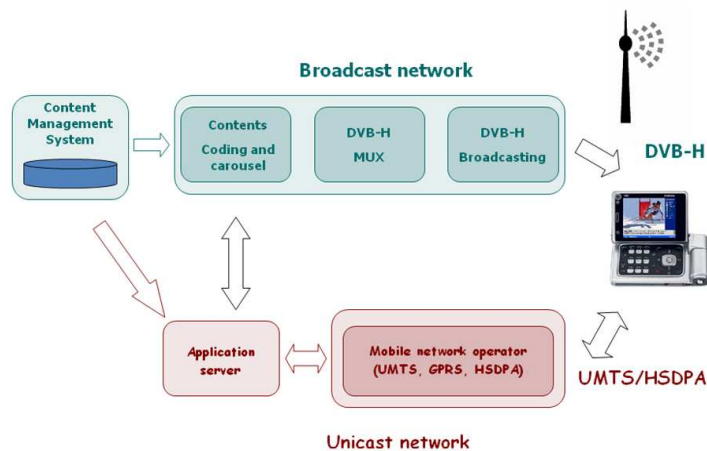 Broadcast network
Content
Management
System
Contents
Coding and
carousel
DVB-H
MUX
DVB-H
Broadcasting
DVB-H
Application
server
Mobile network operator
(UMTS, GPRS, HSDPA)
UMTS/HSDPA
Unicast network